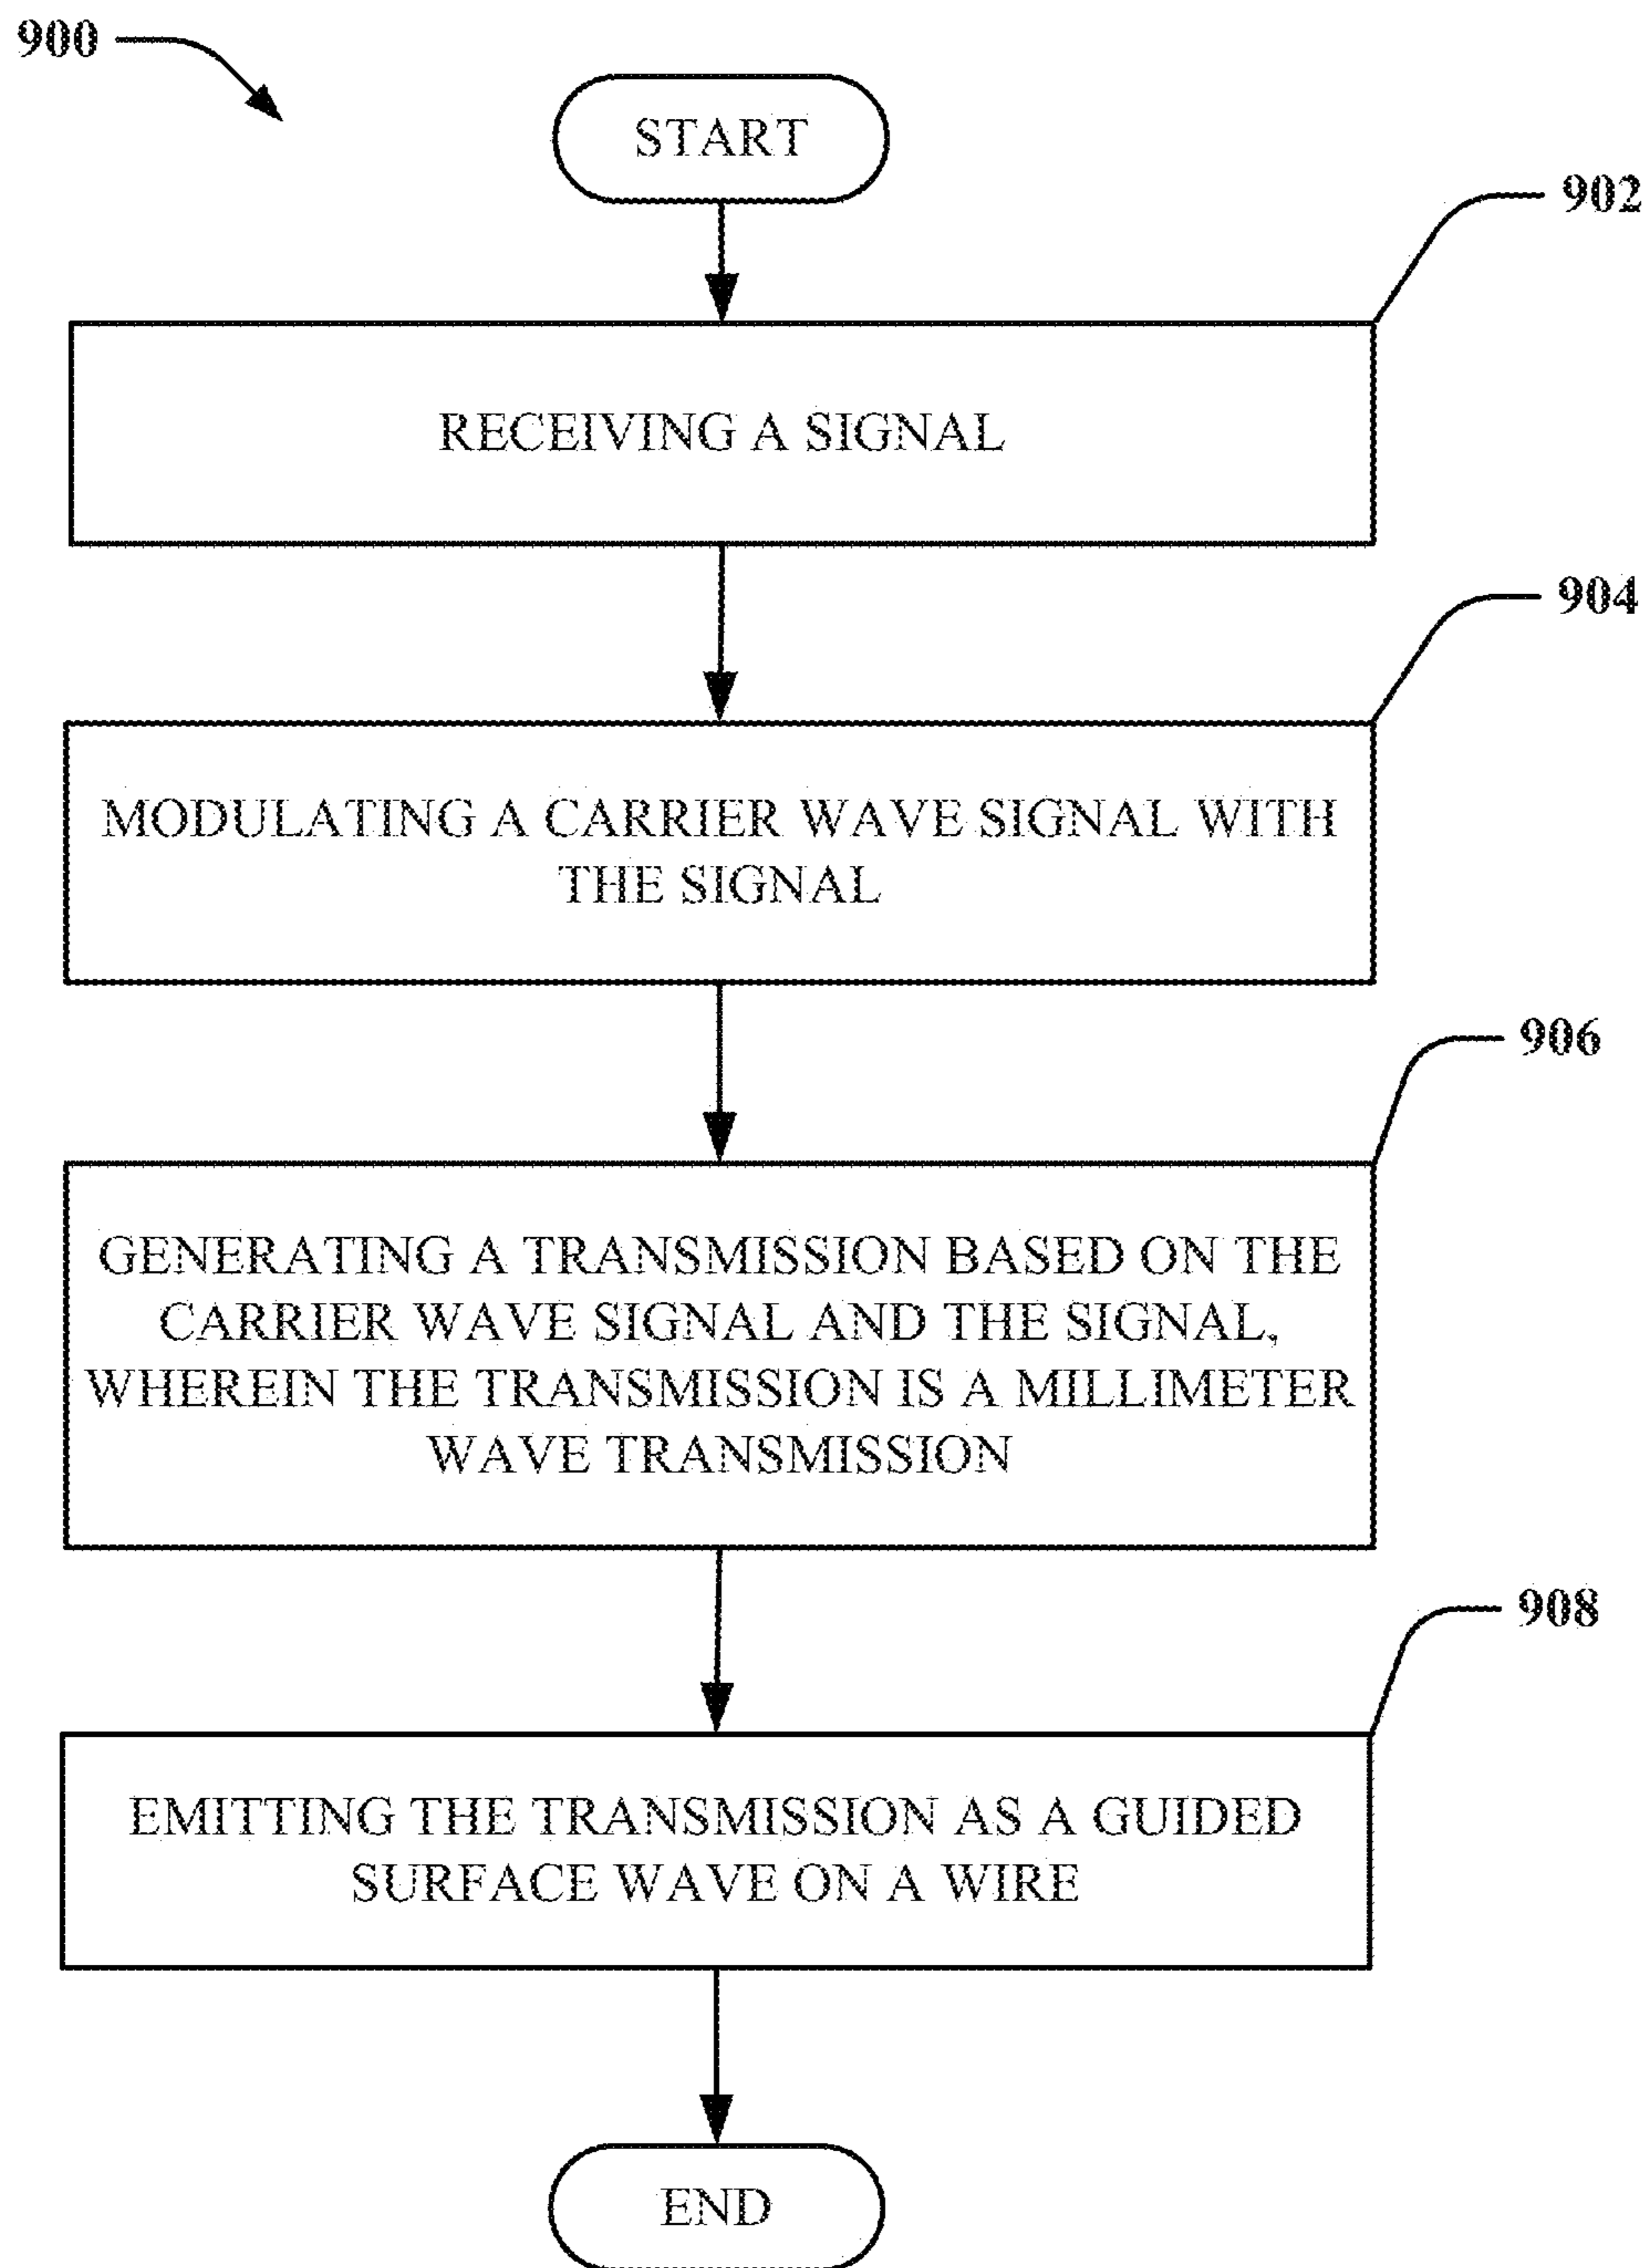 900
START
902
RECEIVING A SIGNAL
904
MODULATING A CARRIER WAVE SIGNAL WITH
THE SIGNAL
906
GENERATING A TRANSMISSION BASED ON THE
CARRIER WAVE SIGNAL AND THE SIGNAL,
WHEREIN THE TRANSMISSION IS A MILLIMETER
WAVE TRANSMISSION
908
EMITTING THE TRANSMISSION AS A GUIDED
SURFACE WAVE ON A WIRE
END